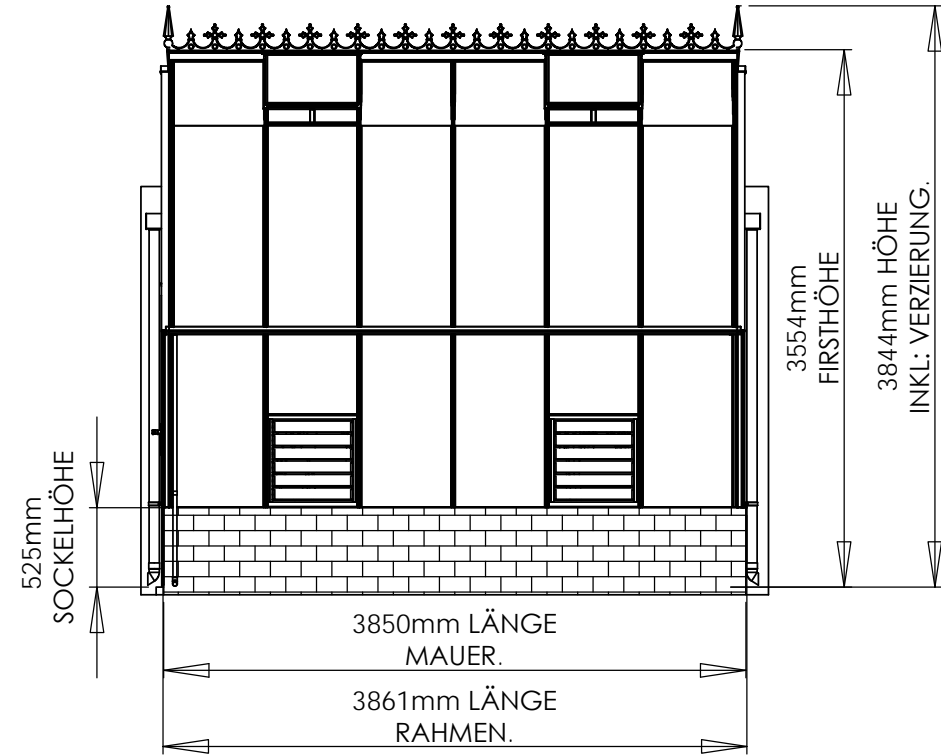 3554mm
FIRSTHÖHE
3844mm HÖHE
INKL: VERZIERUNG.
525mm
SOCKELHÖHE
3850mm LÄNGE
MAUER.
3861mm LÄNGE
RAHMEN.